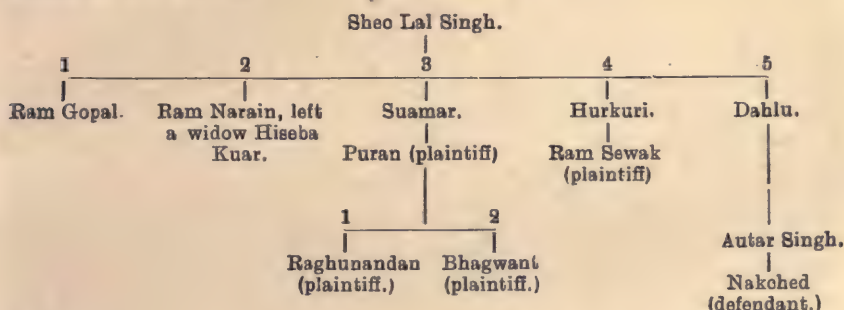 Sheo Lal Singh.
1 2 3 4 5
Ram Gopal. Ram Narain, left Suamar. Hurkuri. Dahlu.
a widow Hiseba
Kuar. Puran (plaintiff) Ram Sewak
(plaintiff)
1 2
Autar Singh.
Raghunandan Bhagwant
(plaintiff.) (plaintiff.) Nakched
(defendant.)